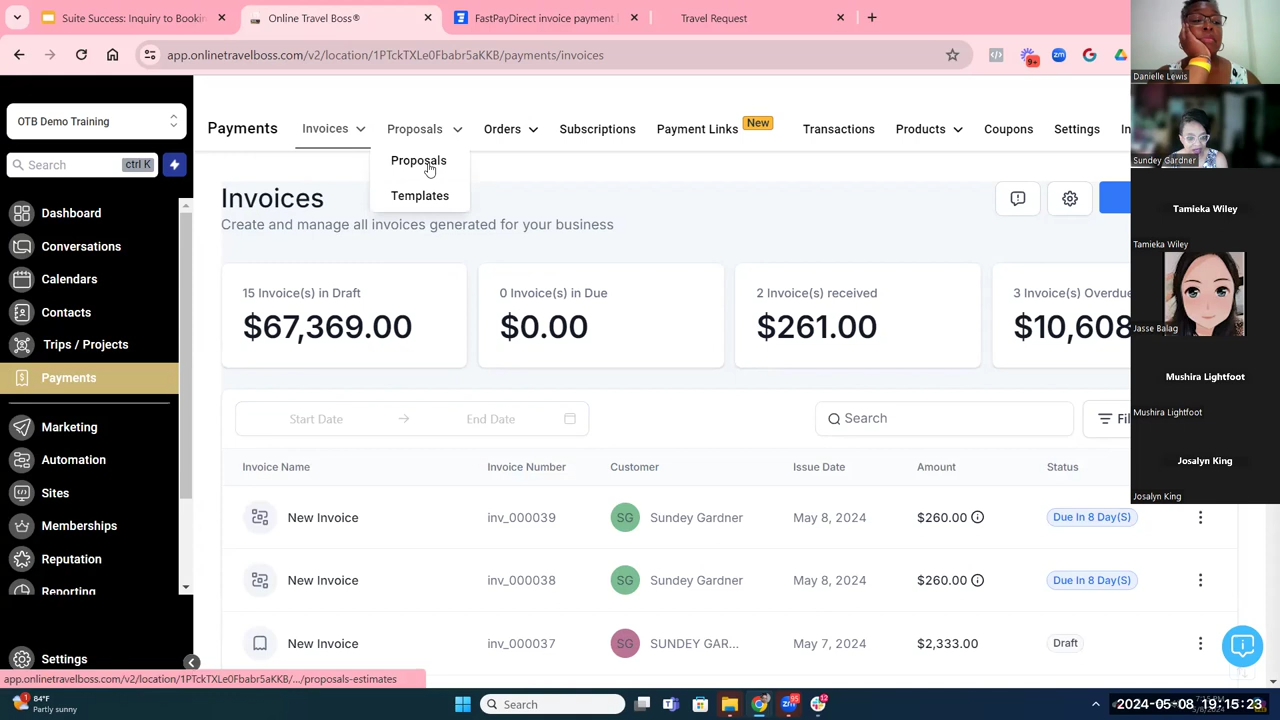 Suite Success: Inquiry to Bookin
Online Travel Boss®
FastPayDirect invoice payment
Travel Request
app.onlinetravelboss.com/v2/location/1PTckTXLe0Fbabr5aKKB/payments/invoices
9+
zm
OTB Demo Training
Search
ctrl K
Dashboard
Conversations
Calendars
Contacts
Trips / Projects
Payments
Marketing
Automation
Sites
Memberships
Reputation
Reporting
Settings
Payments
Invoices
Proposals
Orders
Subscriptions
Payment Links
New
Transactions
Products
Coupons
Settings
In
Proposals
Templates
Invoices
Create and manage all invoices generated for your business
15 Invoice(s) in Draft
$67,369.00
0 Invoice(s) in Due
$0.00
2 Invoice(s) received
$261.00
3 Invoice(s) Overdu
$10,608
Start Date
End Date
Search
Fil
Invoice Name Invoice Number Customer Issue Date Amount Status
New Invoice inv_000039 SG Sundey Gardner May 8, 2024 $260.00 Due In 8 Day(S)
New Invoice inv_000038 SG Sundey Gardner May 8, 2024 $260.00 Due In 8 Day(S)
New Invoice inv_000037 SG SUNDEY GAR... May 7, 2024 $2,333.00 Draft
Danielle Lewis
Sundey Gardner
Tamieka Wiley
Tamieka Wiley
Jasse Balag
Mushira Lightfoot
Mushira Lightfoot
Josalyn King
Josalyn King
app.onlinetravelboss.com/v2/location/1PTckTXLe0Fbabr5aKKB/.../proposals-estimates
84°F
Partly sunny
Search
2024-05-08 19:15:23